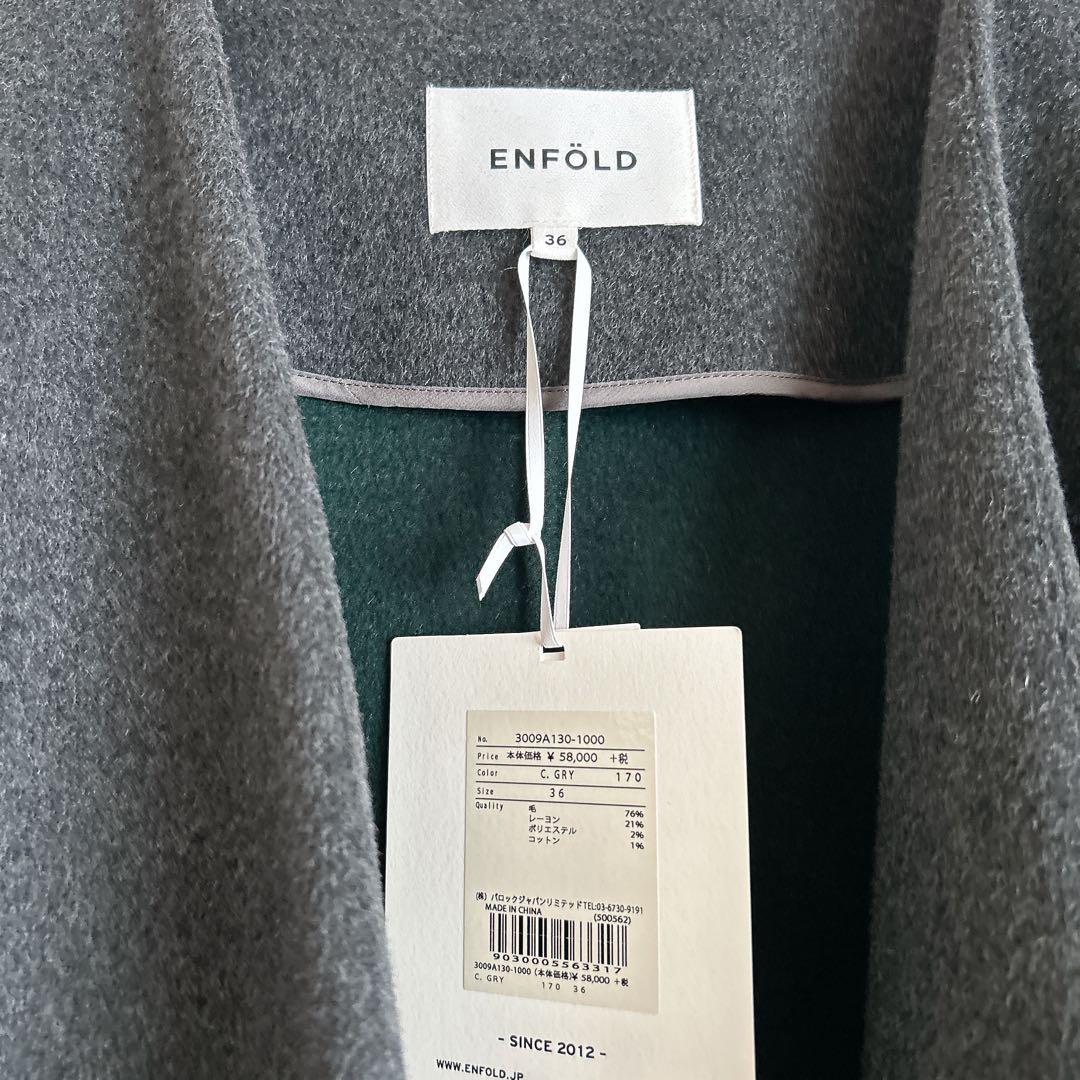 ENFÖLD
36
No. 3009A130-1000
Price 本体価格 ¥ 58,000 +税
Color C. GRY 170
Size 36
Quality 毛 76%
レーヨン 21%
ポリエステル 2%
コットン 1%
(株) バロックジャパンリミテッドTEL:03-6730-9191
MADE IN CHINA (500562)
9030005563317
3009A130-1000 (本体価格)¥ 58,000 +税
C. GRY 170 36
- SINCE 2012 -
WWW.ENFOLD.JP